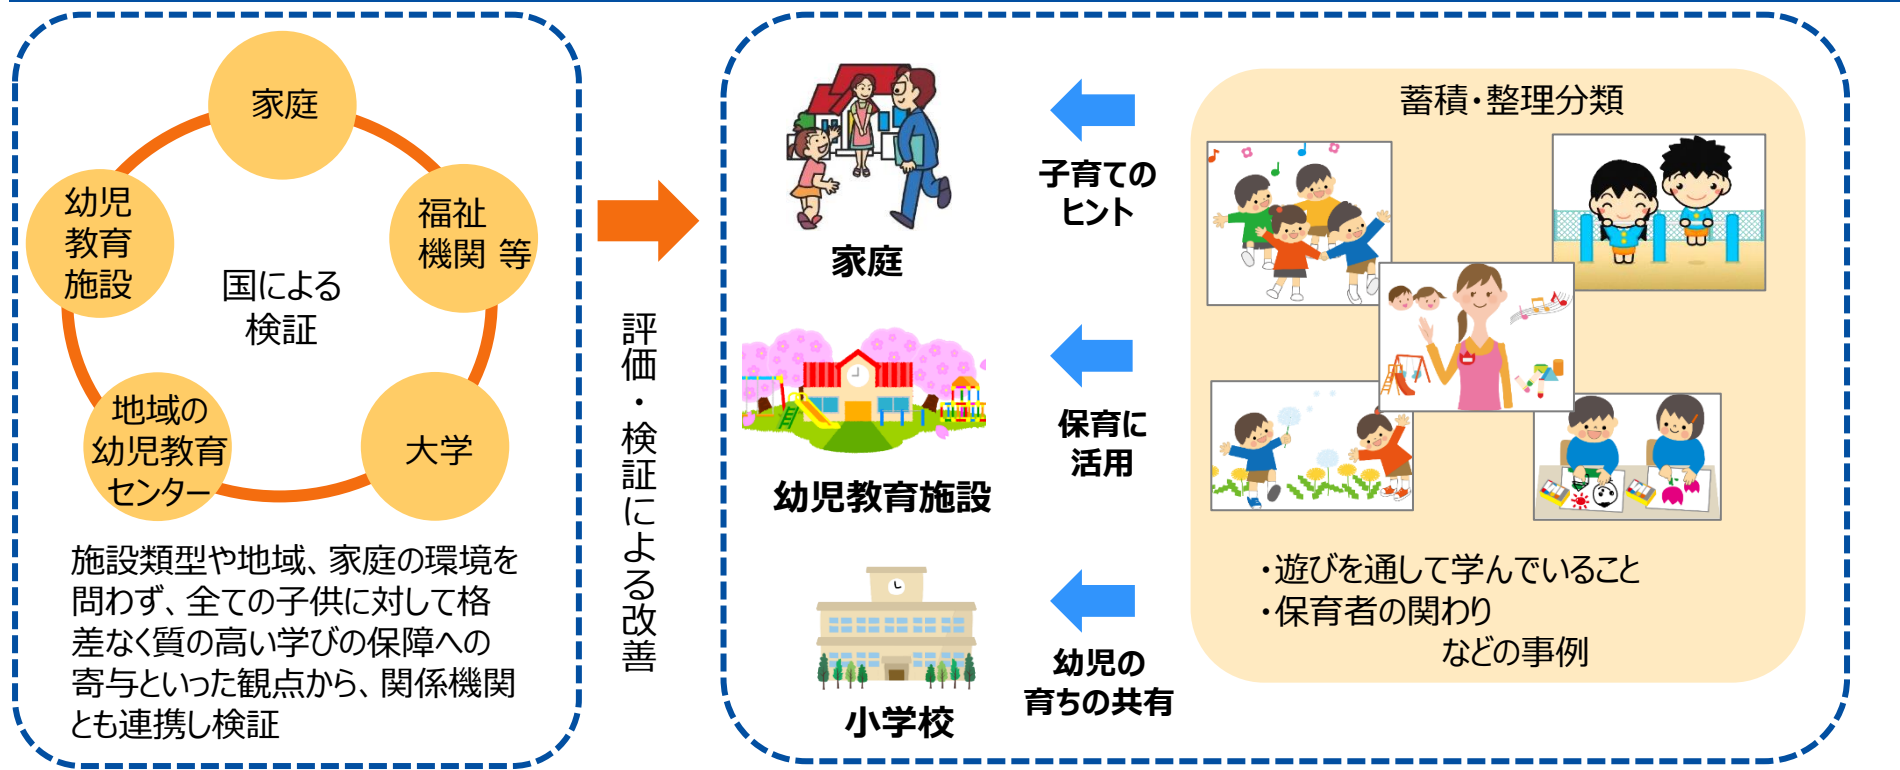 家庭
幼児
教育
施設
福祉
機関 等
国による
検証
地域の
幼児教育
センター
大学
施設類型や地域、家庭の環境を
問わず、全ての子供に対して格
差なく質の高い学びの保障への
寄与といった観点から、関係機関
とも連携し検証
評価・検証による改善
家庭
子育ての
ヒント
幼児教育施設
保育に
活用
小学校
幼児の
育ちの共有
蓄積・整理分類
・遊びを通して学んでいること
・保育者の関わり
などの事例